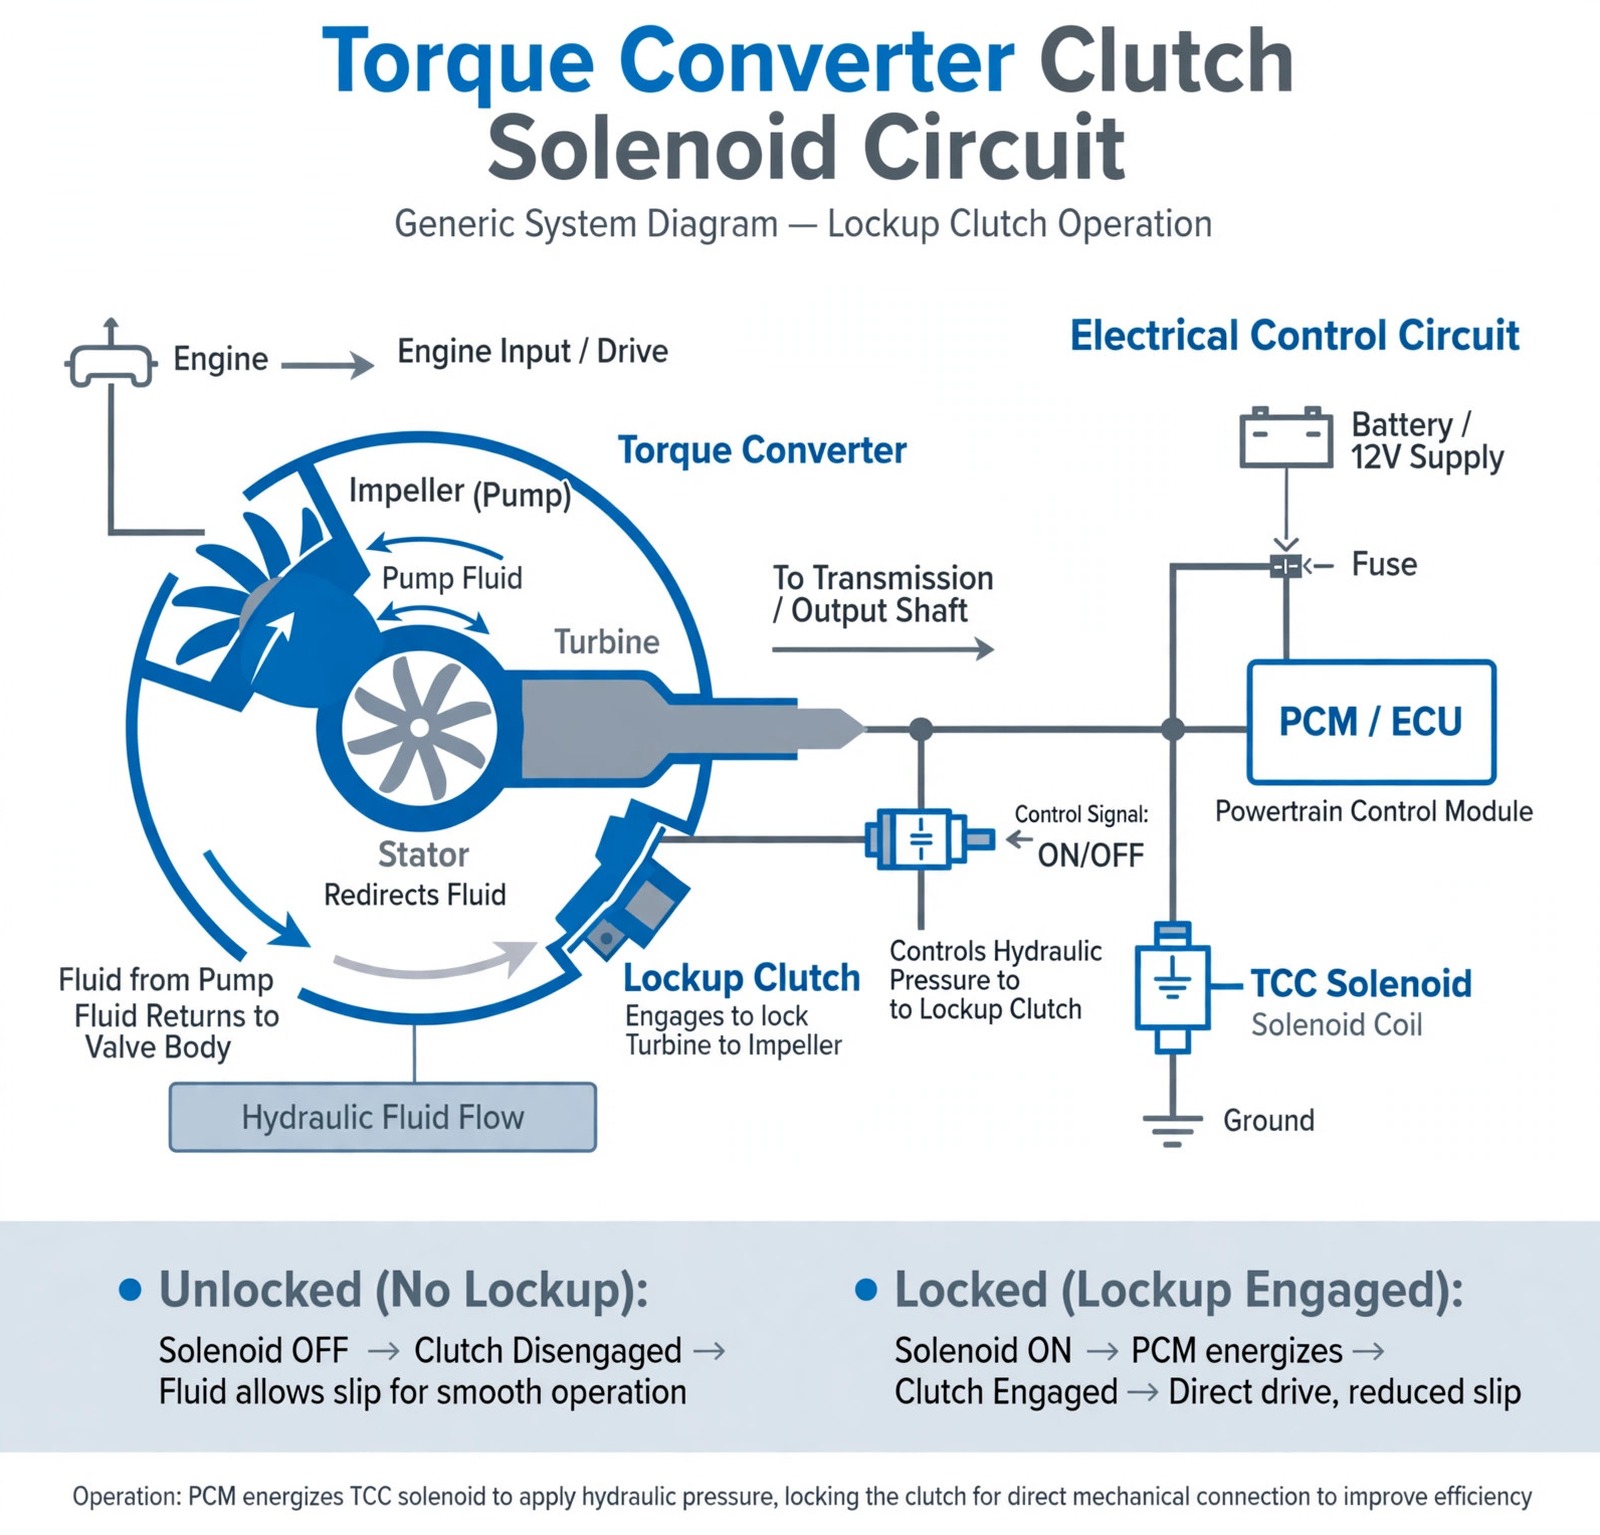 Torque Converter Clutch
Solenoid Circuit
Generic System Diagram — Lockup Clutch Operation
Engine
Engine Input / Drive
Electrical Control Circuit
Battery /
12V Supply
Torque Converter
Impeller (Pump)
Fuse
Pump Fluid
To Transmission
/ Output Shaft
Turbine
PCM / ECU
Powertrain Control Module
Control Signal:
ON/OFF
Stator
Redirects Fluid
Controls Hydraulic
Pressure to
to Lockup Clutch
Fluid from Pump
Fluid Returns to
Valve Body
Lockup Clutch
Engages to lock
Turbine to Impeller
TCC Solenoid
Solenoid Coil
Hydraulic Fluid Flow
Ground
• Unlocked (No Lockup):
Solenoid OFF → Clutch Disengaged →
Fluid allows slip for smooth operation
• Locked (Lockup Engaged):
Solenoid ON → PCM energizes →
Clutch Engaged → Direct drive, reduced slip
Operation: PCM energizes TCC solenoid to apply hydraulic pressure, locking the clutch for direct mechanical connection to improve efficiency